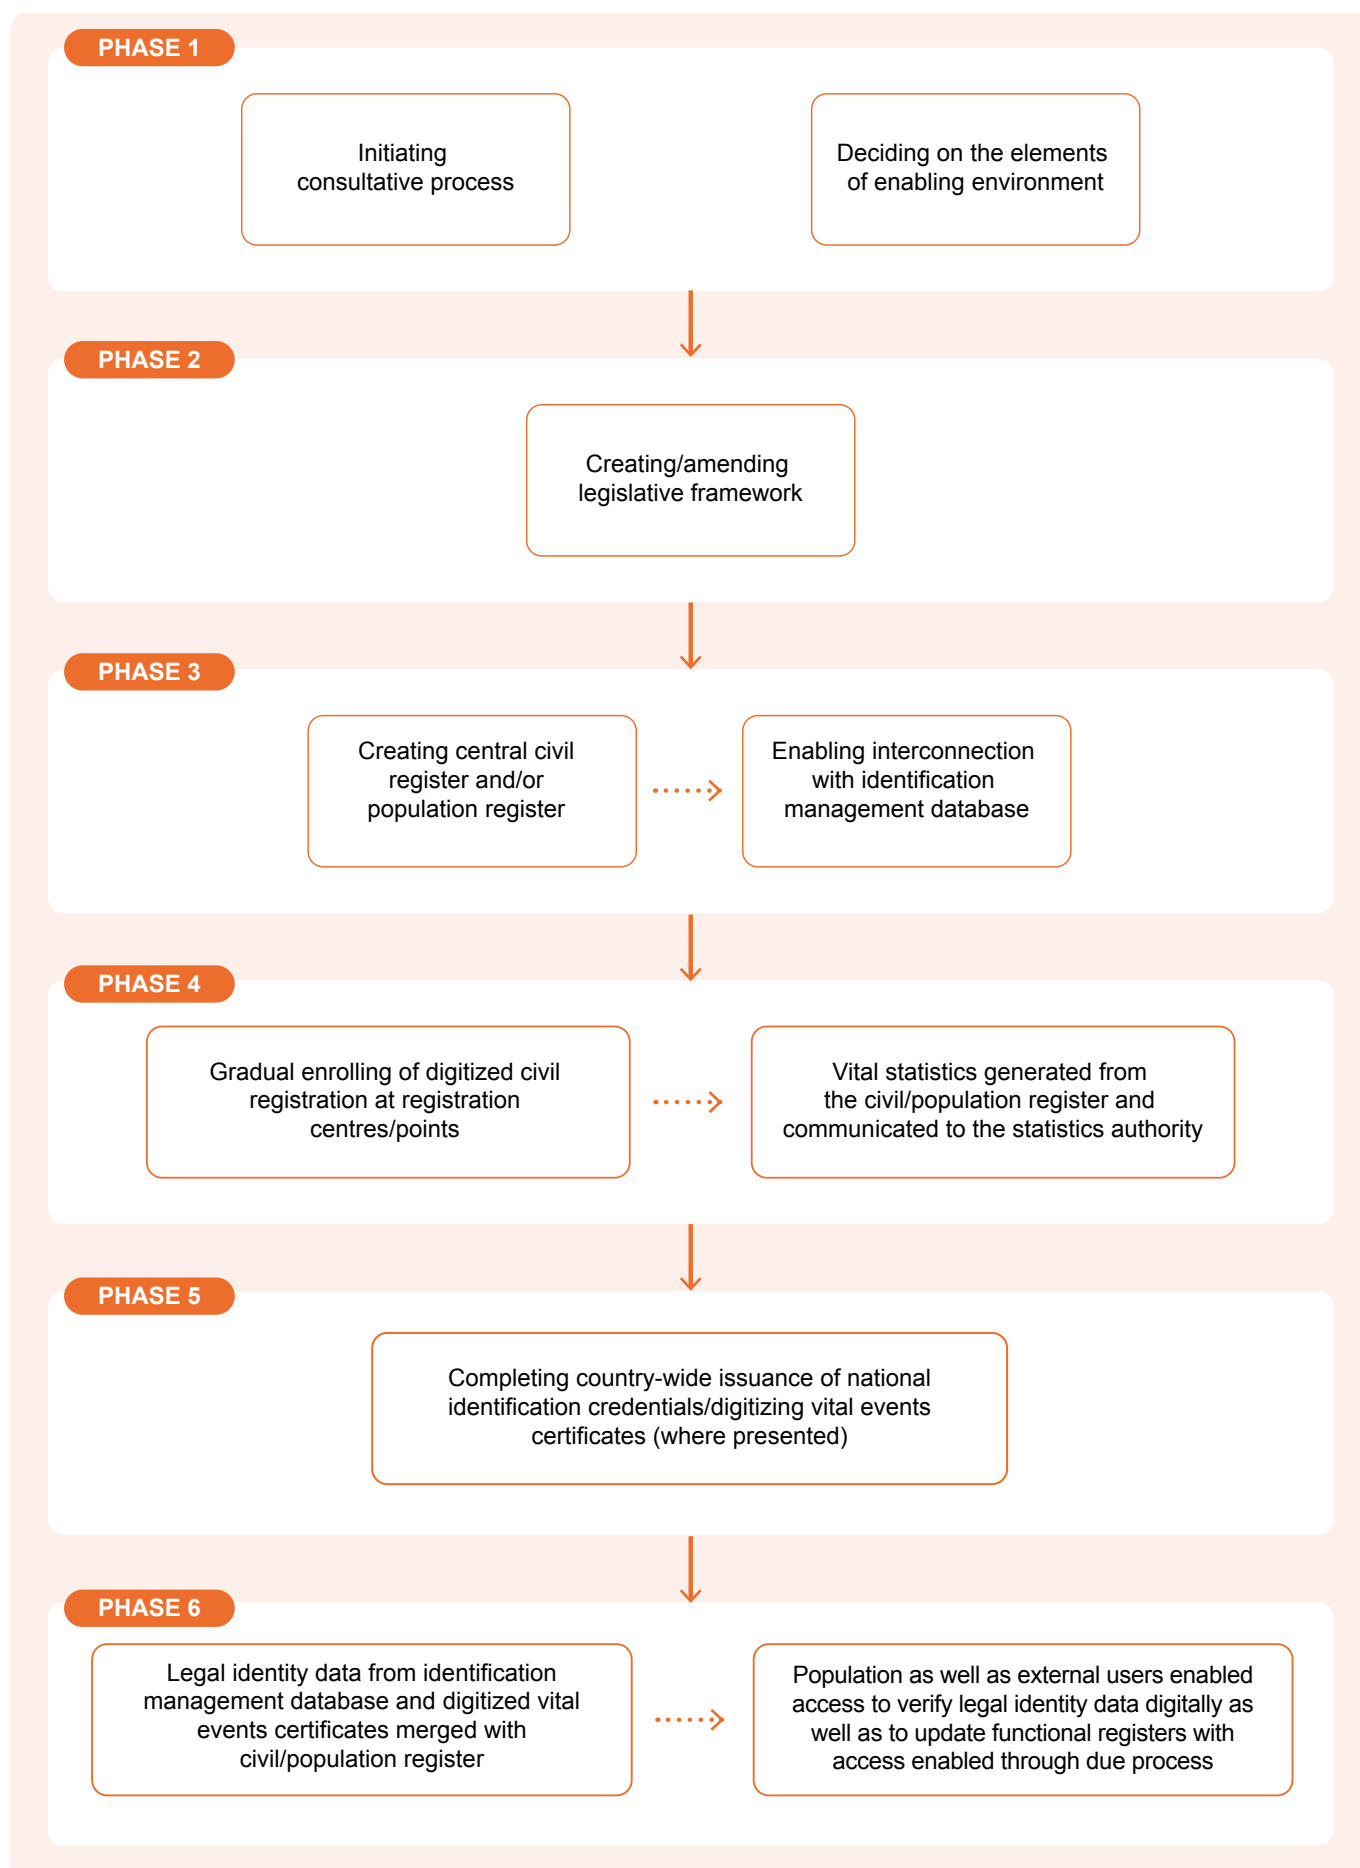 PHASE 1
Initiating
consultative process
Deciding on the elements
of enabling environment
PHASE 2
Creating/amending
legislative framework
PHASE 3
Creating central civil
register and/or
population register
Enabling interconnection
with identification
management database
PHASE 4
Gradual enrolling of digitized civil
registration at registration
centres/points
Vital statistics generated from
the civil/population register and
communicated to the statistics authority
PHASE 5
Completing country-wide issuance of national
identification credentials/digitizing vital events
certificates (where presented)
PHASE 6
Legal identity data from identification
management database and digitized vital
events certificates merged with
civil/population register
Population as well as external users enabled
access to verify legal identity data digitally as
well as to update functional registers with
access enabled through due process